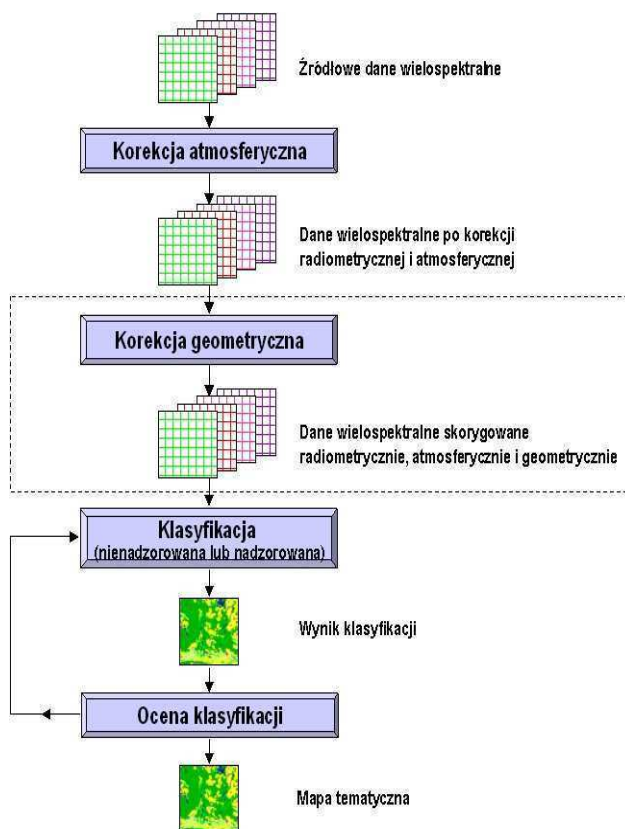 Źródłowe dane wielospektralne
Korekcja atmosferyczna
Dane wielospektralne po korekcji
radiometrycznej i atmosferycznej
Korekcja geometryczna
Dane wielospektralne skorygowane
radiometrycznie, atmosferycznie i geometrycznie
Klasyfikacja
(nienadzorowana lub nadzorowana)
Wynik klasyfikacji
Ocena klasyfikacji
Mapa tematyczna